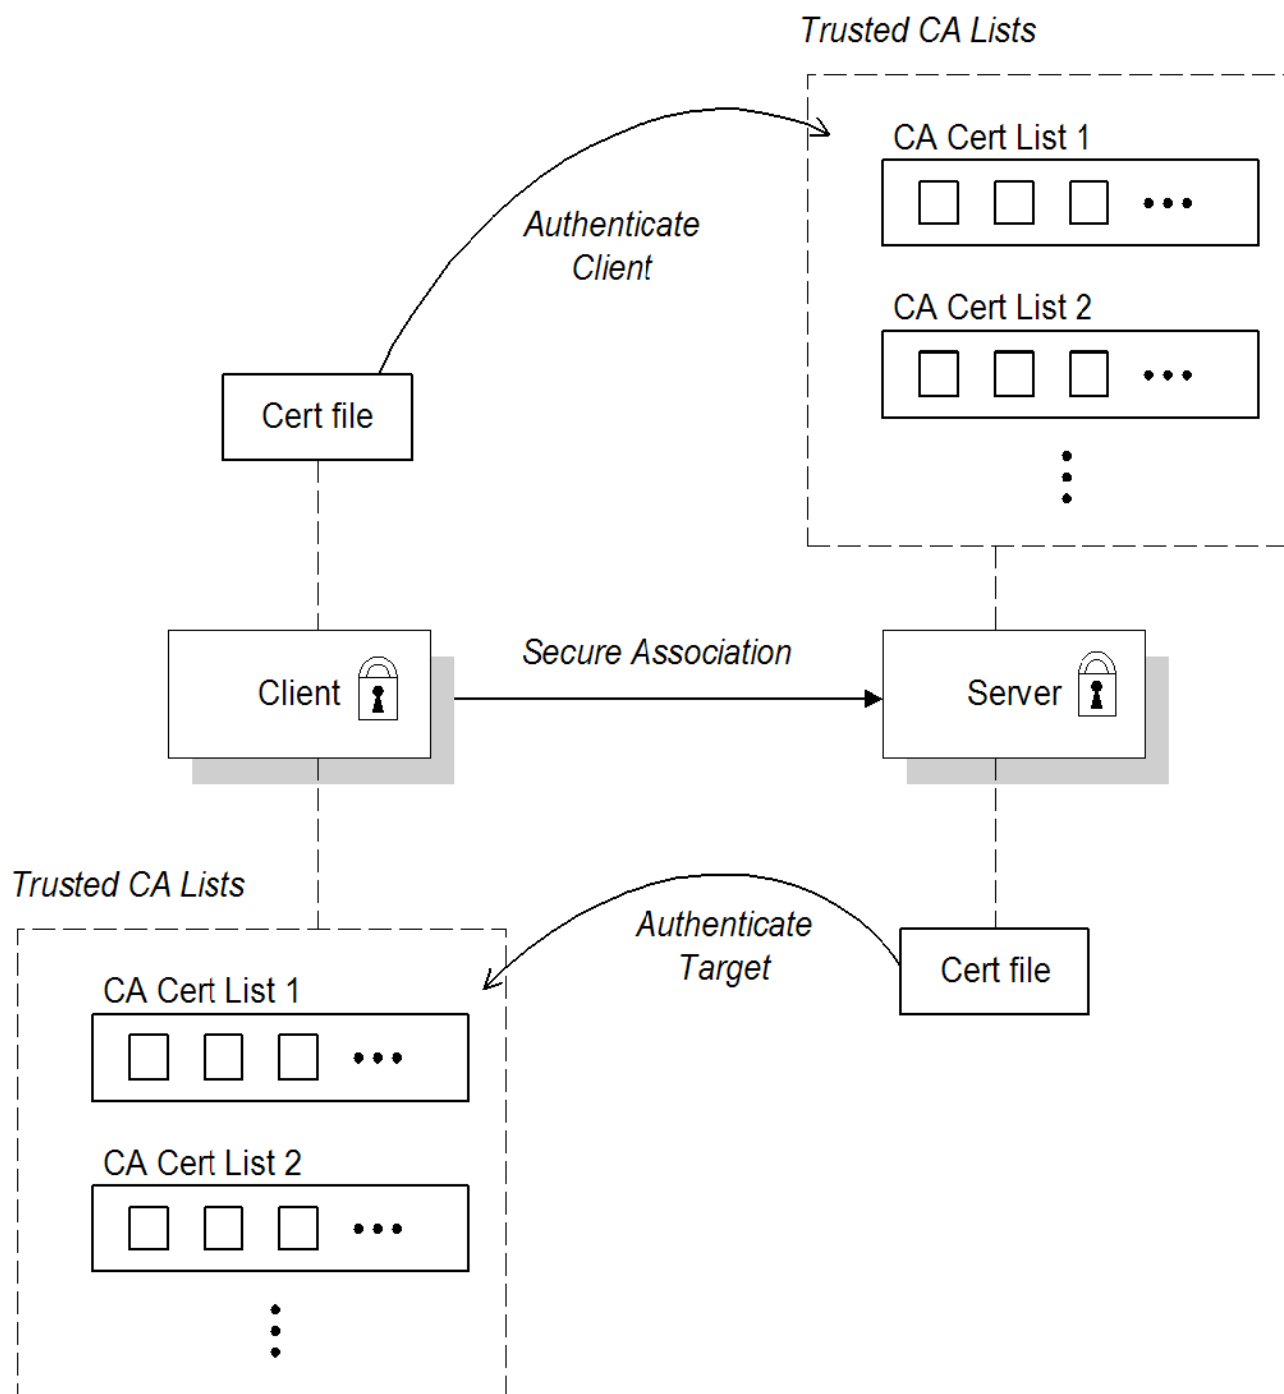 Trusted CA Lists
CA Cert List 1
Authenticate
Client
CA Cert List 2
Cert file
Secure Association
Client
Server
Trusted CA Lists
Authenticate
Target
Cert file
CA Cert List 1
CA Cert List 2